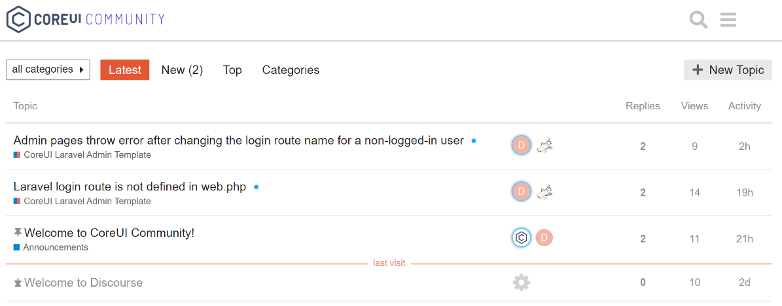 COREUI COMMUNITY
all categories Latest New (2) Top Categories + New Topic
Topic Replies Views Activity
Admin pages throw error after changing the login route name for a non-logged-in user D 2 9 2h
CoreUI Laravel Admin Template
Laravel login route is not defined in web.php D 2 14 19h
CoreUI Laravel Admin Template
Welcome to CoreUI Community! C D 2 11 21h
Announcements
last visit
Welcome to Discourse 0 10 2d